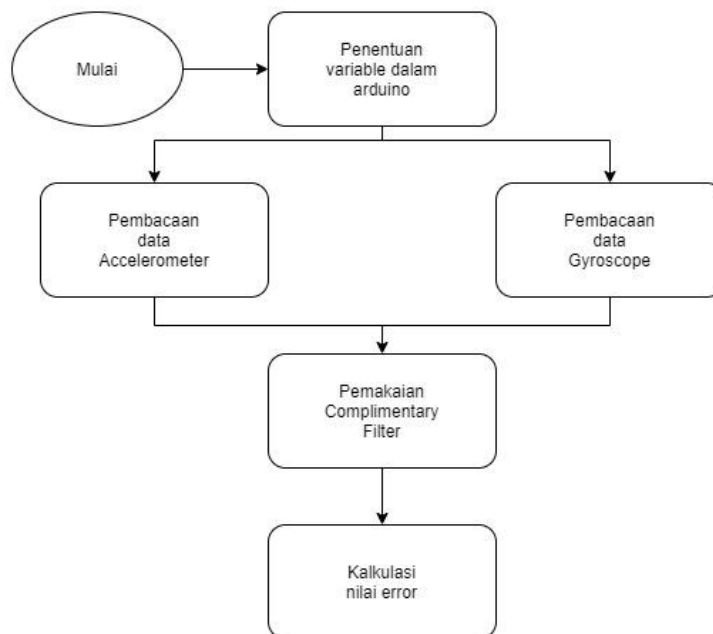 Mulai
Penentuan
variable dalam
arduino
Pembacaan
data
Accelerometer
Pembacaan
data
Gyroscope
Pemakaian
Complimentary
Filter
Kalkulasi
nilai error